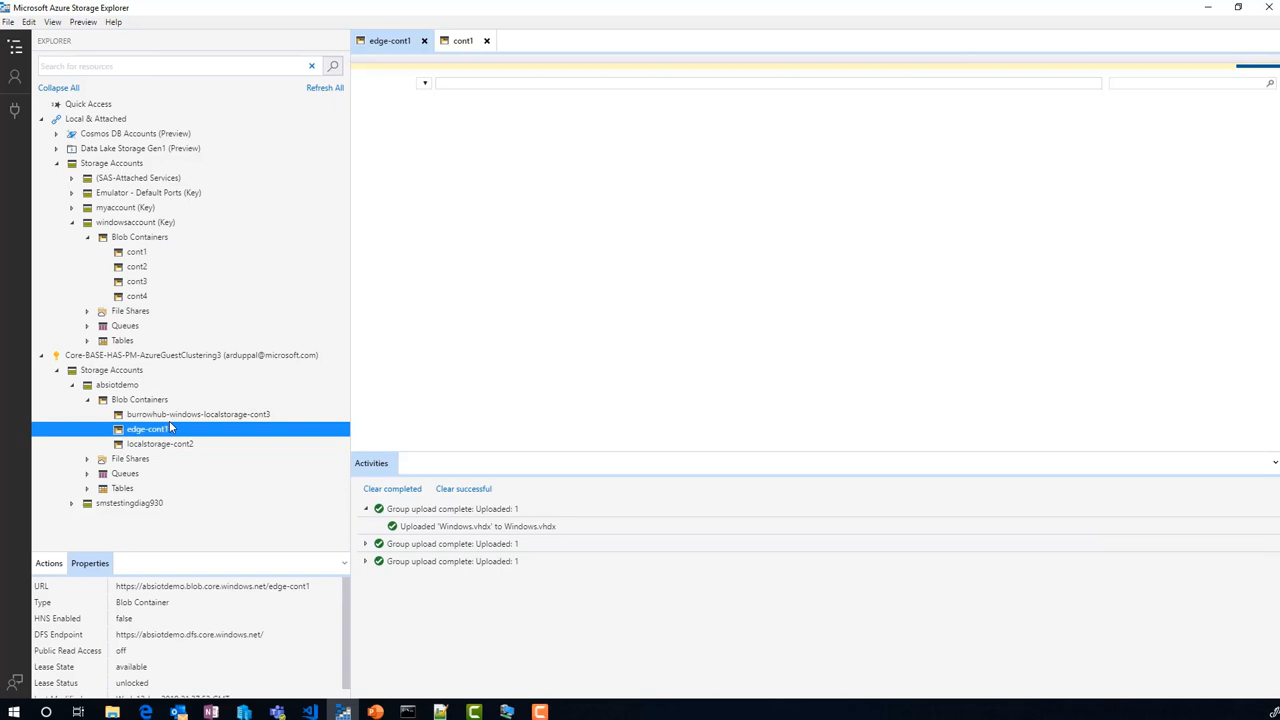 Microsoft Azure Storage Explorer
File Edit View Preview Help
EXPLORER
Search for resources
Collapse All Refresh All
Quick Access
Local & Attached
Cosmos DB Accounts (Preview)
Data Lake Storage Gen1 (Preview)
Storage Accounts
(SAS-Attached Services)
Emulator - Default Ports (Key)
myaccount (Key)
windowsaccount (Key)
Blob Containers
cont1
cont2
cont3
cont4
File Shares
Queues
Tables
Core-BASE-HAS-PM-AzureGuestClustering3 (arduppal@microsoft.com)
Storage Accounts
absiotdemo
Blob Containers
burrowhub-windows-localstorage-cont3
edge-cont1
localstorage-cont2
File Shares
Queues
Tables
smstestingdiag930
Actions Properties
URL https://absiotdemo.blob.core.windows.net/edge-cont1
Type Blob Container
HNS Enabled false
DFS Endpoint https://absiotdemo.dfs.core.windows.net/
Public Read Access off
Lease State available
Lease Status unlocked
edge-cont1 cont1
Activities
Clear completed Clear successful
Group upload complete: Uploaded: 1
Uploaded 'Windows.vhdx' to Windows.vhdx
Group upload complete: Uploaded: 1
Group upload complete: Uploaded: 1